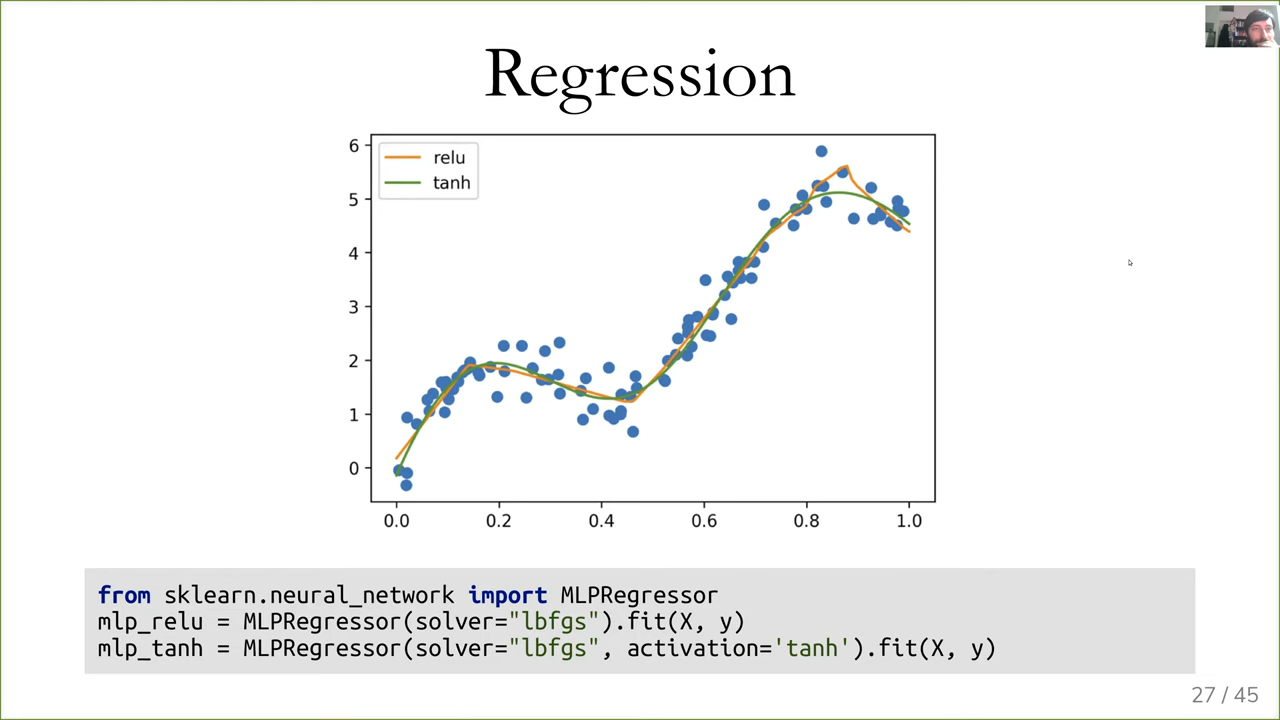 Regression
relu
tanh
6
5
4
3
2
1
0
0.0 0.2 0.4 0.6 0.8 1.0
from sklearn.neural_network import MLPRegressor
mlp_relu = MLPRegressor(solver="lbfgs").fit(X, y)
mlp_tanh = MLPRegressor(solver="lbfgs", activation='tanh').fit(X, y)
27 / 45